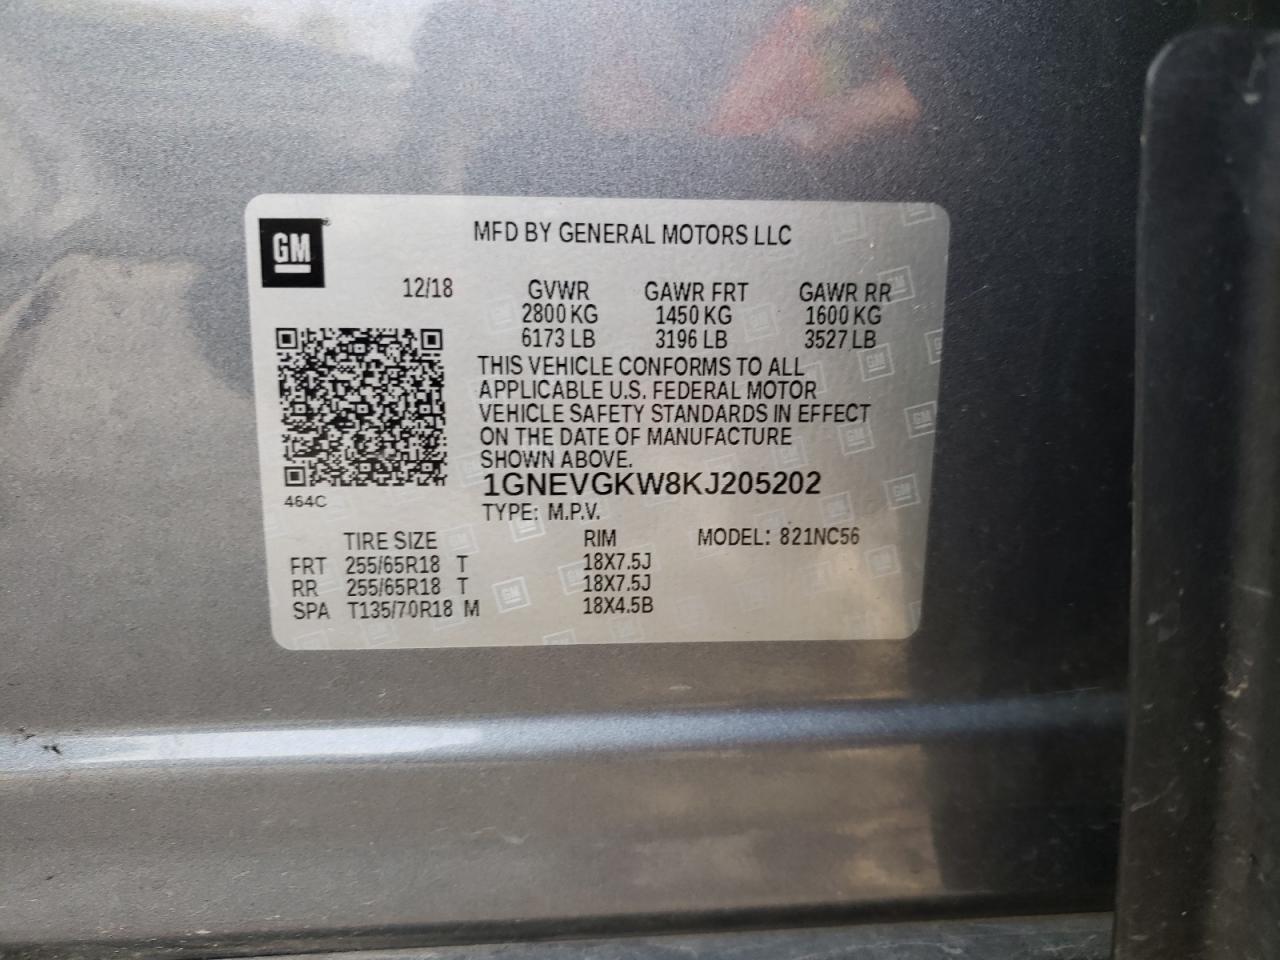 GM
MFD BY GENERAL MOTORS LLC
12/18 GVWR GAWR FRT GAWR RR
2800 KG 1450 KG 1600 KG
6173 LB 3196 LB 3527 LB
THIS VEHICLE CONFORMS TO ALL
APPLICABLE U.S. FEDERAL MOTOR
VEHICLE SAFETY STANDARDS IN EFFECT
ON THE DATE OF MANUFACTURE
SHOWN ABOVE.
1GNEVGKW8KJ205202
464C
TYPE: M.P.V.
TIRE SIZE RIM MODEL: 821NC56
FRT 255/65R18 T 18X7.5J
RR 255/65R18 T 18X7.5J
SPA T135/70R18 M 18X4.5B